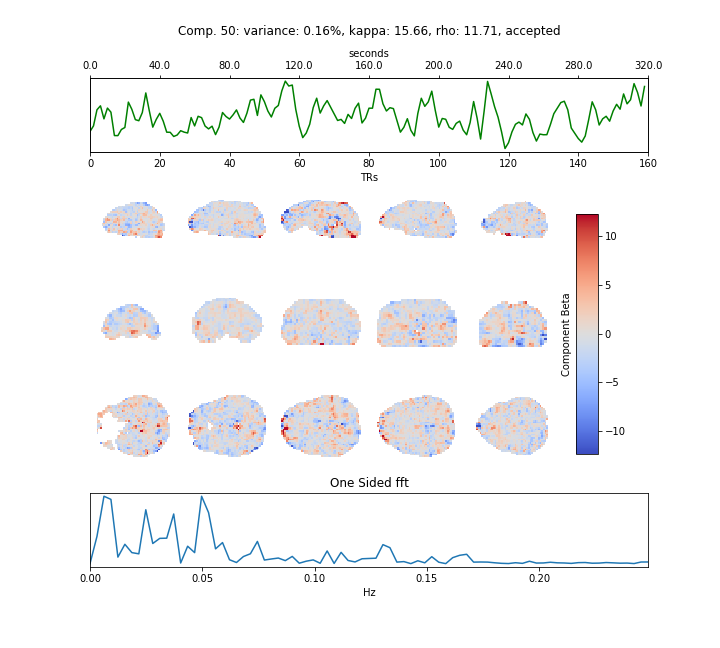 Comp. 50: variance: 0.16%, kappa: 15.66, rho: 11.71, accepted
seconds
0.0 40.0 80.0 120.0 160.0 200.0 240.0 280.0 320.0
0 20 40 60 80 100 120 140 160
TRs
10
5
0
−5
−10
Component Beta
One Sided fft
0.00 0.05 0.10 0.15 0.20
Hz